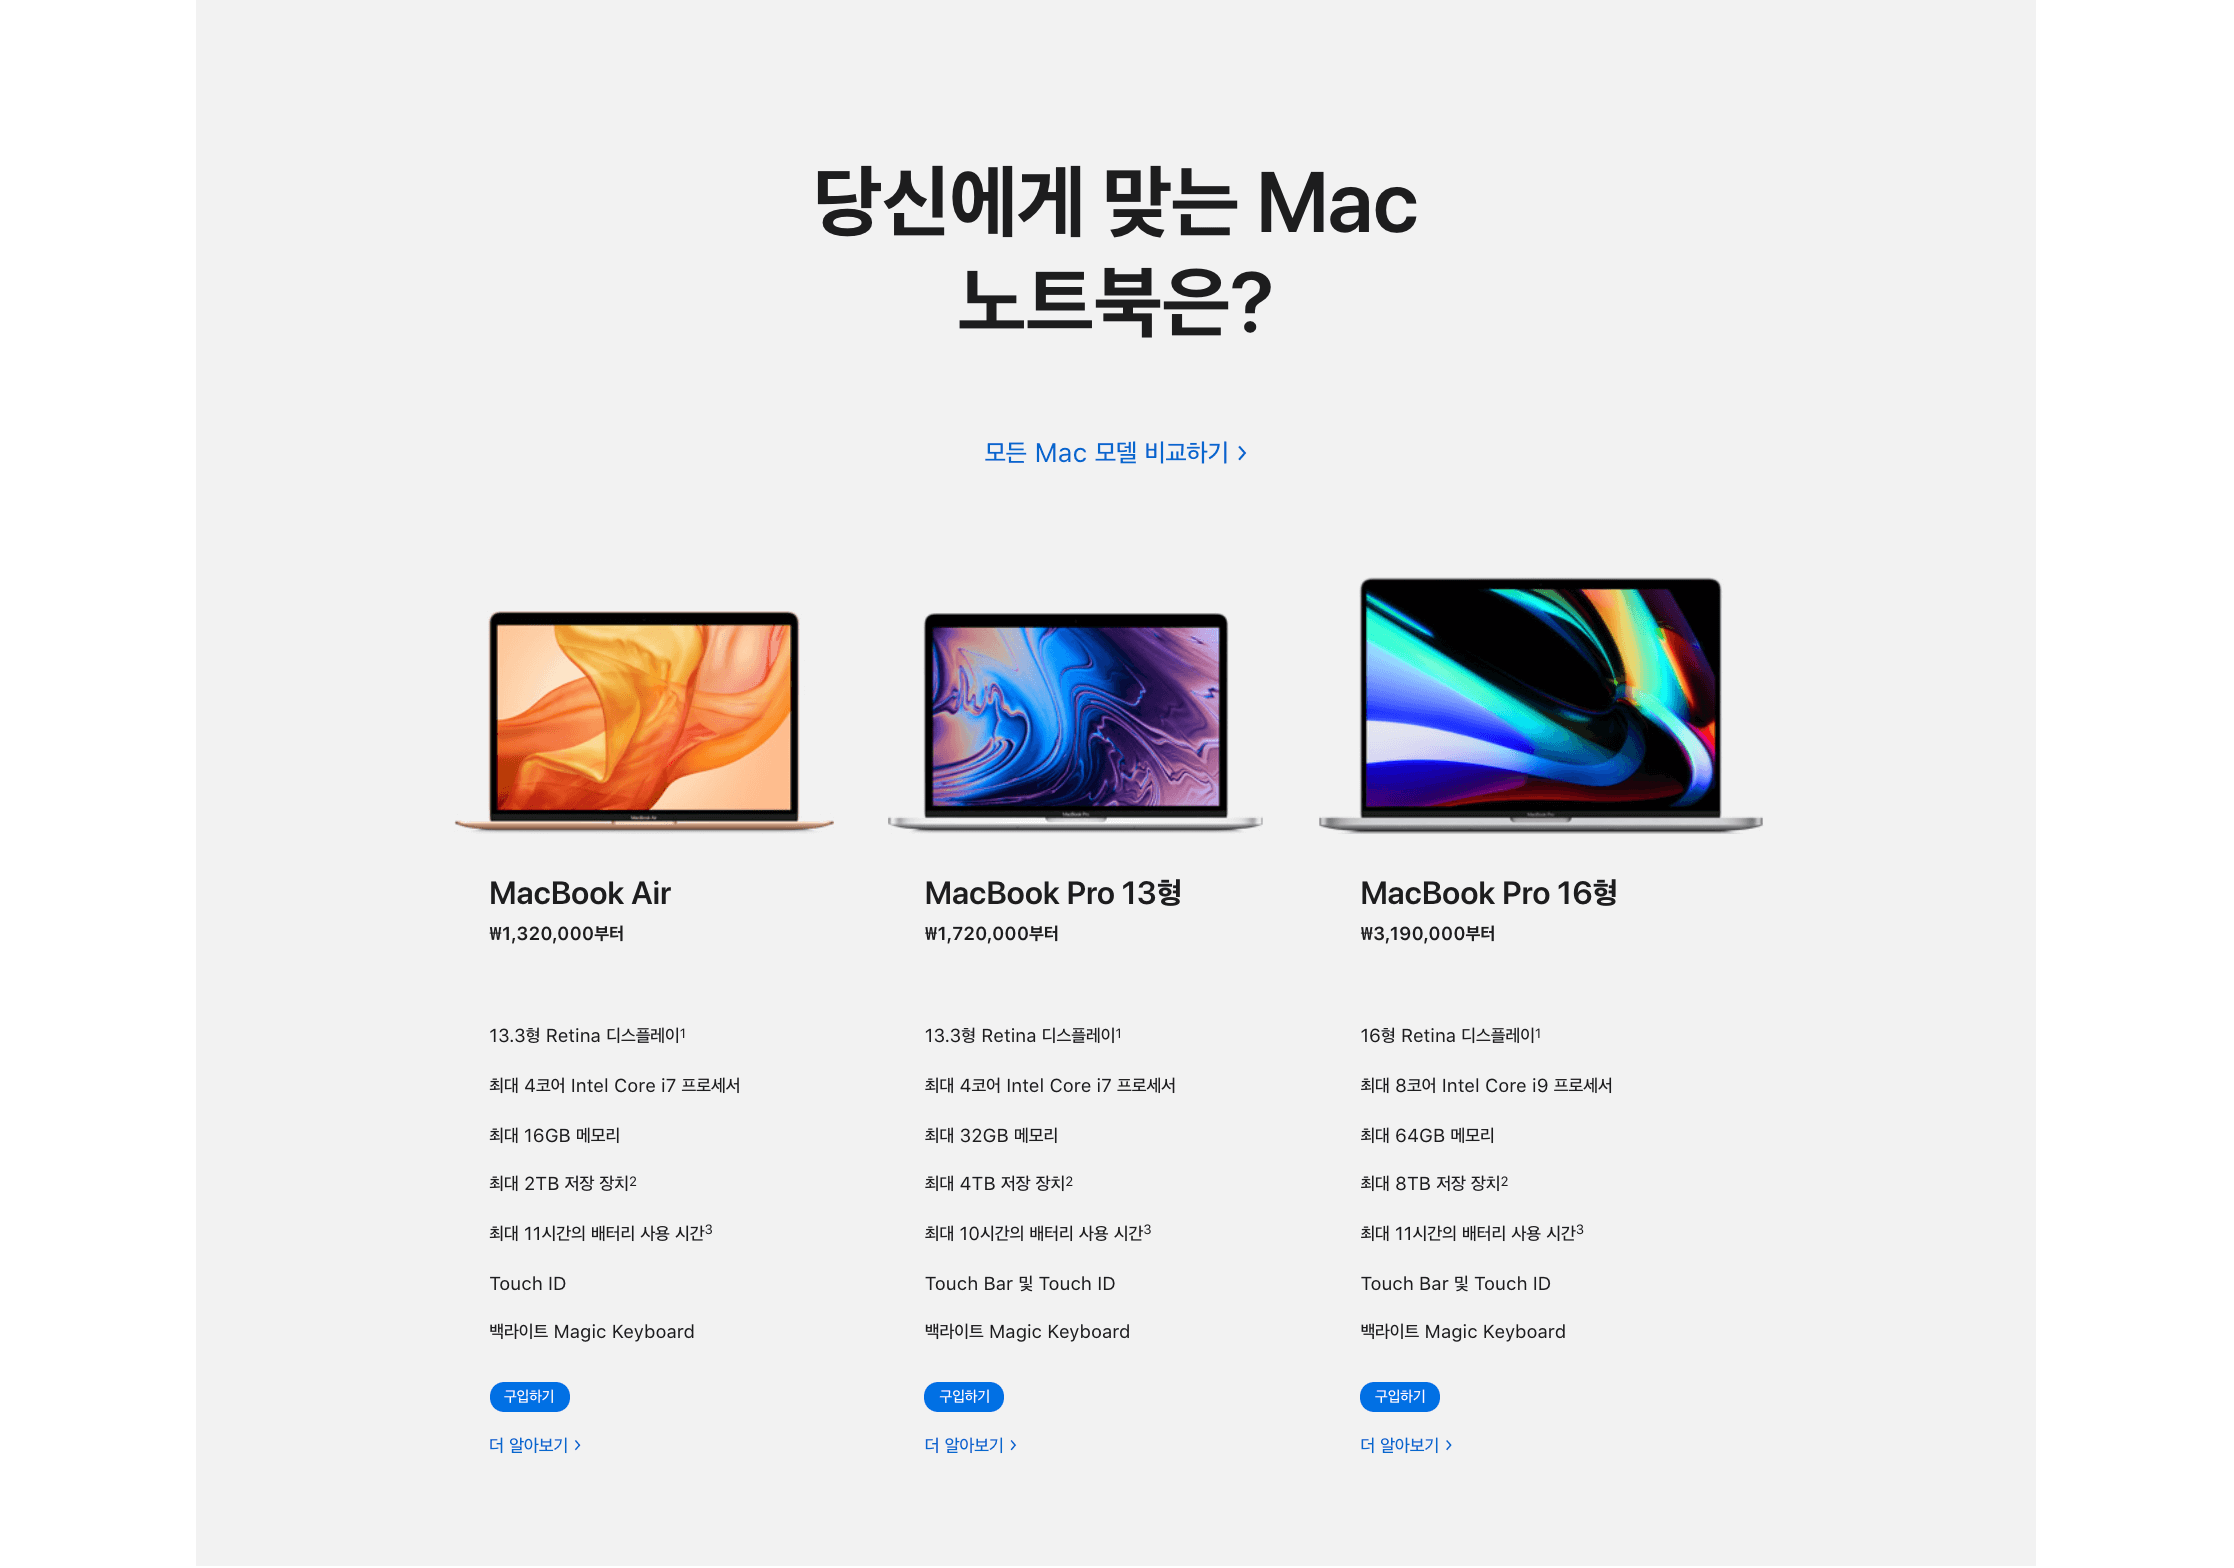 당신에게 맞는 Mac
노트북은?
모든 Mac 모델 비교하기 >
MacBook Air
MacBook Pro
MacBook Pro
MacBook Air
₩1,320,000부터
13.3형 Retina 디스플레이1
최대 4코어 Intel Core i7 프로세서
최대 16GB 메모리
최대 2TB 저장 장치2
최대 11시간의 배터리 사용 시간3
Touch ID
백라이트 Magic Keyboard
구입하기
더 알아보기 >
MacBook Pro 13형
₩1,720,000부터
13.3형 Retina 디스플레이1
최대 4코어 Intel Core i7 프로세서
최대 32GB 메모리
최대 4TB 저장 장치2
최대 10시간의 배터리 사용 시간3
Touch Bar 및 Touch ID
백라이트 Magic Keyboard
구입하기
더 알아보기 >
MacBook Pro 16형
₩3,190,000부터
16형 Retina 디스플레이1
최대 8코어 Intel Core i9 프로세서
최대 64GB 메모리
최대 8TB 저장 장치2
최대 11시간의 배터리 사용 시간3
Touch Bar 및 Touch ID
백라이트 Magic Keyboard
구입하기
더 알아보기 >